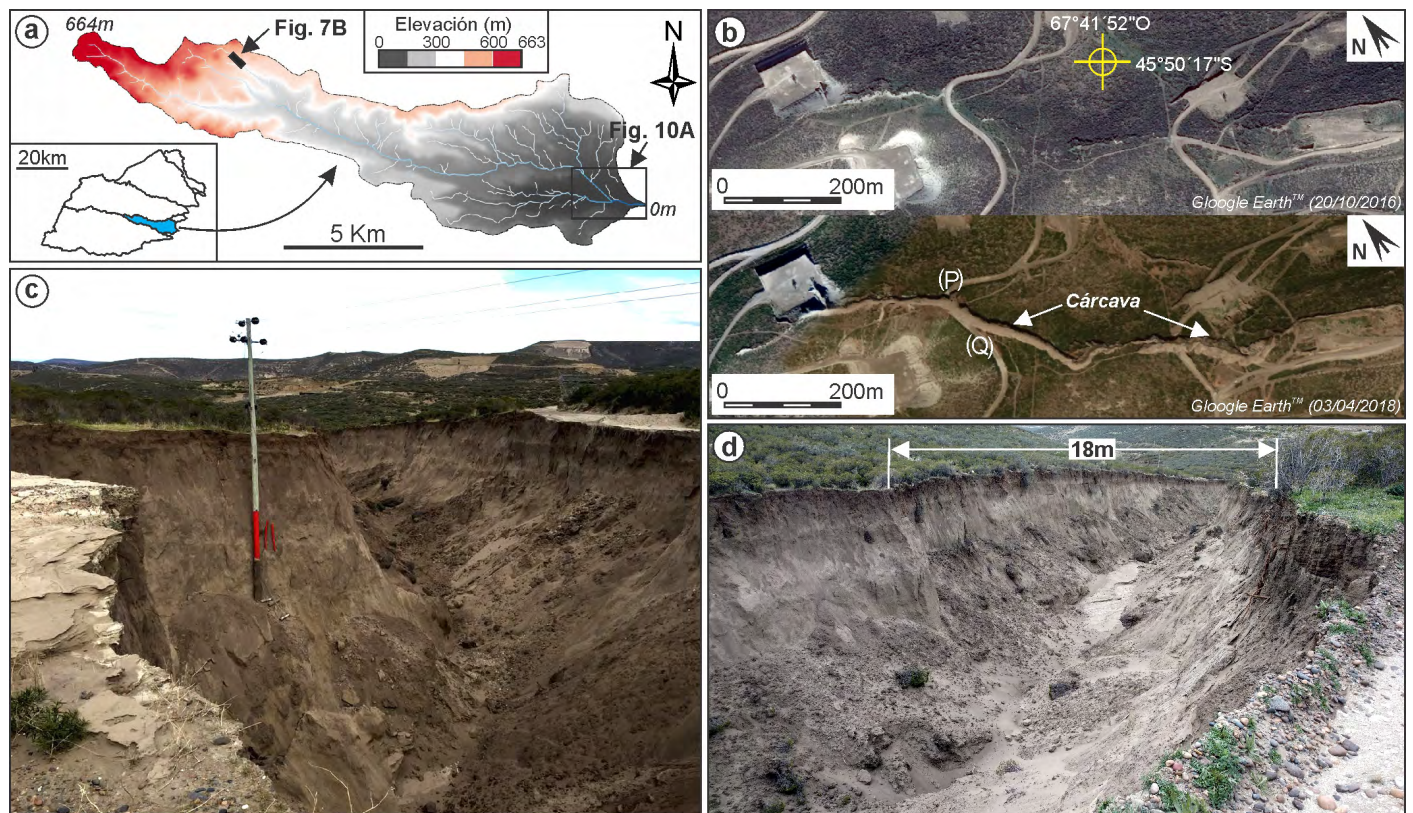 a
664m
Fig. 7B
Elevación (m)
0 300 600 663
N
Fig. 10A
20km
0m
5 Km
b
67°41´52"O
45°50´17"S
N
0 200m
Gloogle Earth™ (20/10/2016)
N
(P)
Cárcava
(Q)
0 200m
Gloogle Earth™ (03/04/2018)
c
d
18m